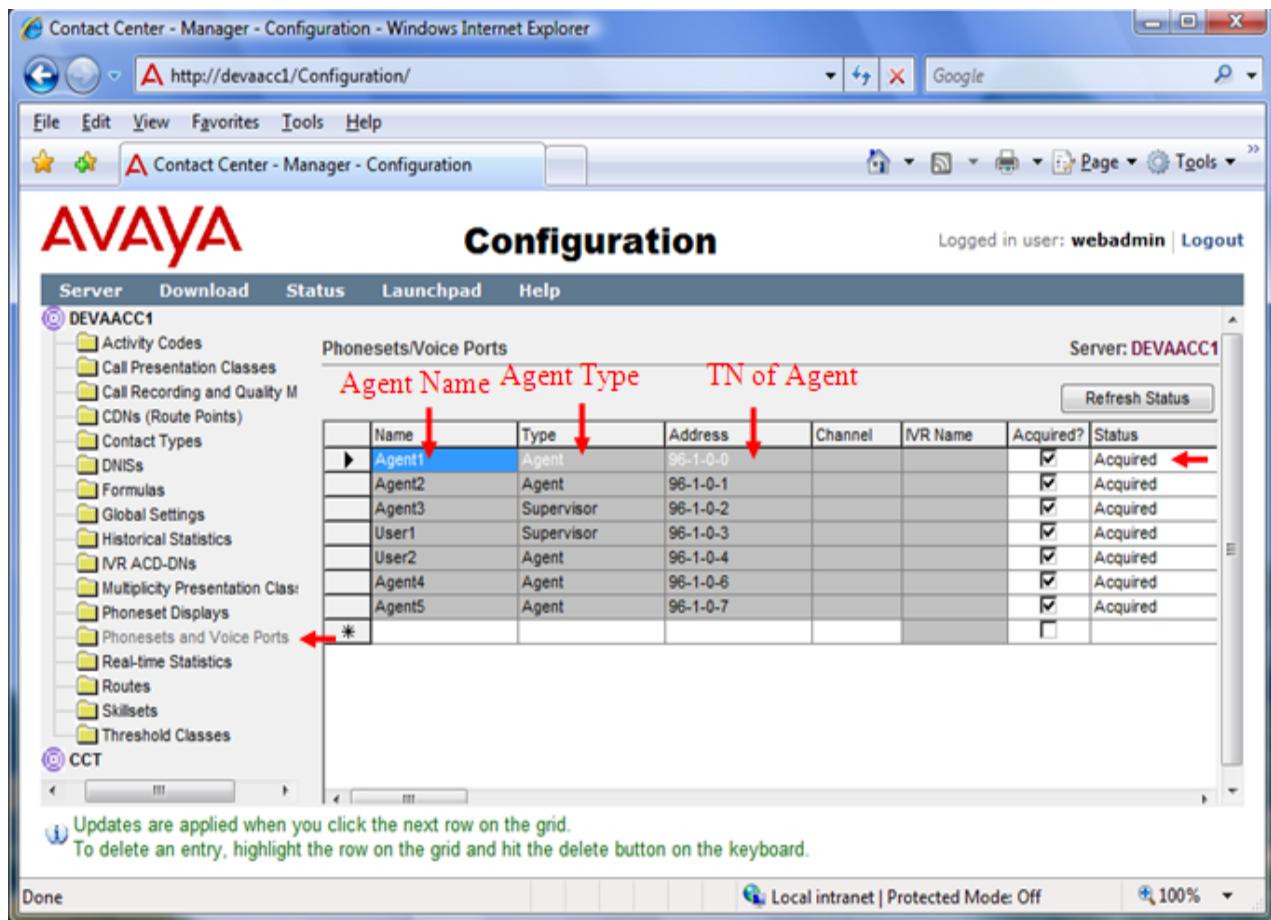 Contact Center - Manager - Configuration - Windows Internet Explorer
http://devaacc1/Configuration/
Google
File Edit View Favorites Tools Help
Contact Center - Manager - Configuration
Page Tools
AVAYA
Configuration
Logged in user: webadmin | Logout
Server Download Status Launchpad Help
DEVAACC1
Activity Codes
Call Presentation Classes
Call Recording and Quality M
CDNs (Route Points)
Contact Types
DNISs
Formulas
Global Settings
Historical Statistics
IVR ACD-DNs
Multiplicity Presentation Clas
Phoneset Displays
Phonesets and Voice Ports
Real-time Statistics
Routes
Skillsets
Threshold Classes
CCT
Phonesets/Voice Ports
Server: DEVAACC1
Agent Name Agent Type TN of Agent
Refresh Status
Name Type Address Channel IVR Name Acquired? Status
Agent1 Agent 96-1-0-0 Acquired
Agent2 Agent 96-1-0-1 Acquired
Agent3 Supervisor 96-1-0-2 Acquired
User1 Supervisor 96-1-0-3 Acquired
User2 Agent 96-1-0-4 Acquired
Agent4 Agent 96-1-0-6 Acquired
Agent5 Agent 96-1-0-7 Acquired
Updates are applied when you click the next row on the grid.
To delete an entry, highlight the row on the grid and hit the delete button on the keyboard.
Done
Local intranet | Protected Mode: Off
100%